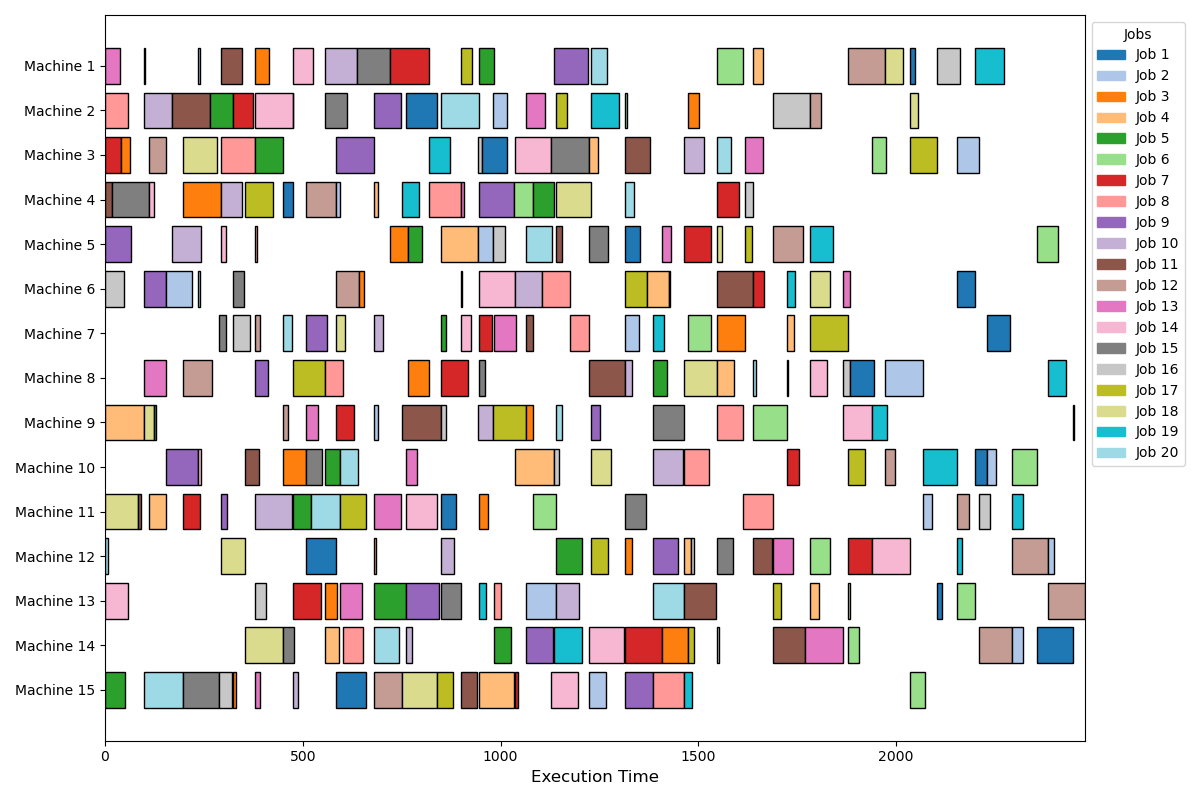 Machine 1
Machine 2
Machine 3
Machine 4
Machine 5
Machine 6
Machine 7
Machine 8
Machine 9
Machine 10
Machine 11
Machine 12
Machine 13
Machine 14
Machine 15
0 500 1000 1500 2000
Execution Time
Jobs
Job 1
Job 2
Job 3
Job 4
Job 5
Job 6
Job 7
Job 8
Job 9
Job 10
Job 11
Job 12
Job 13
Job 14
Job 15
Job 16
Job 17
Job 18
Job 19
Job 20